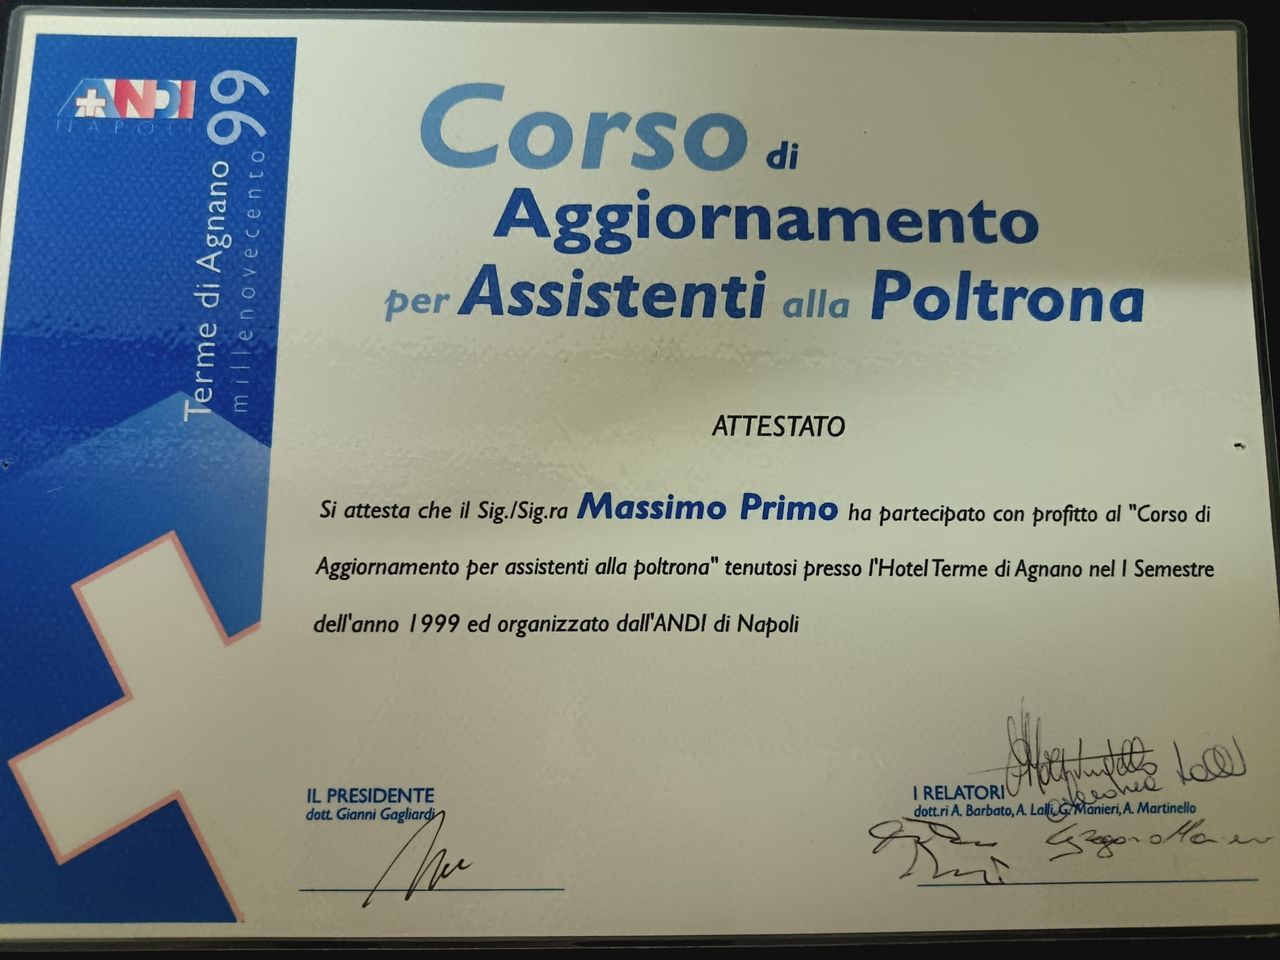 ANDI
NAPOLI
Terme di Agnano 99
millenovecento
Corso di
Aggiornamento
per Assistenti alla Poltrona
ATTESTATO
Si attesta che il Sig./Sig.ra Massimo Primo ha partecipato con profitto al "Corso di
Aggiornamento per assistenti alla poltrona" tenutosi presso l'Hotel Terme di Agnano nel I Semestre
dell'anno 1999 ed organizzato dall'ANDI di Napoli
IL PRESIDENTE
dott. Gianni Gagliardi
I RELATORI
dott.ri A. Barbato, A. Lalli, G. Manieri, A. Martinello